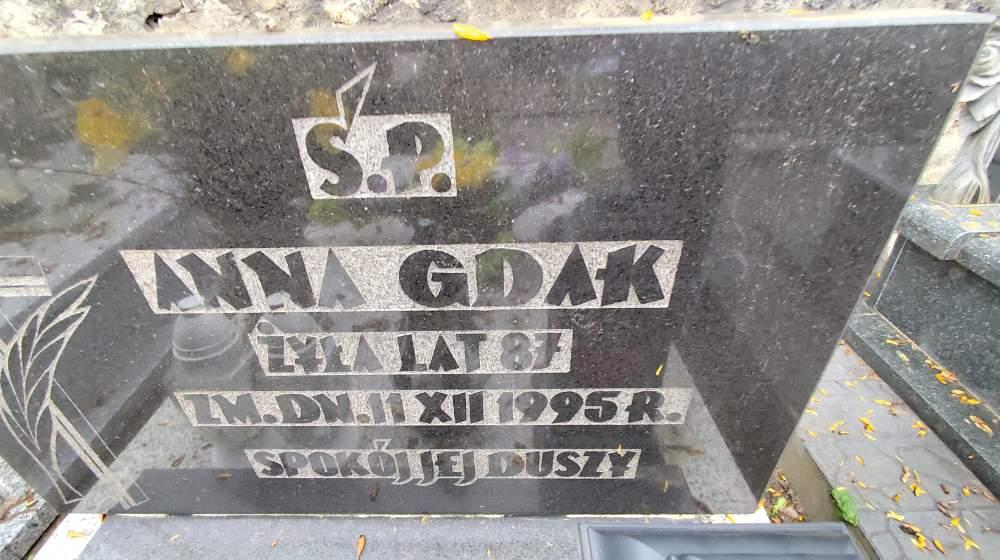 Ś.P.
ANNA GDAK
ŻYŁA LAT 87
ZM. DN. 11 XII 1995 R.
SPOKÓJ JEJ DUSZY